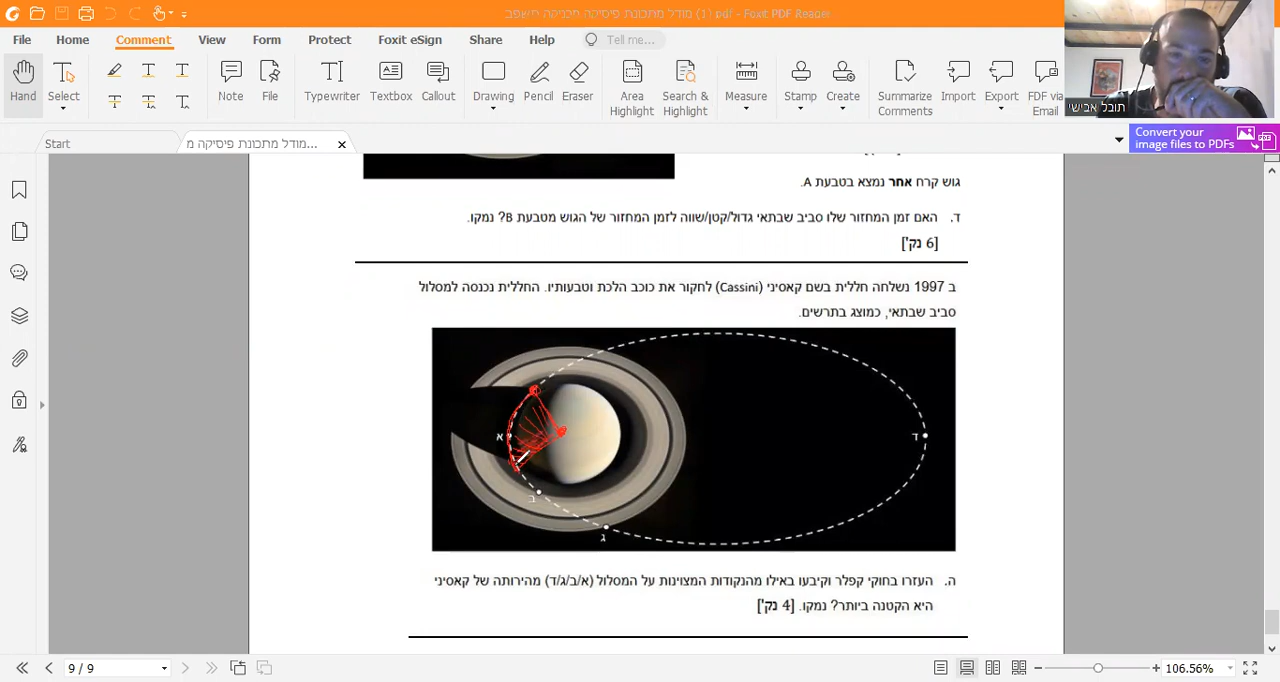 מודל מתכונת פיסיקה מכניקה תשפב (1).pdf - Foxit PDF Reader
File Home Comment View Form Protect Foxit eSign Share Help Tell me...
Hand Select Note File Typewriter Textbox Callout Drawing Pencil Eraser Area Highlight Search & Highlight Measure Stamp Create Summarize Comments Import Export PDF via Email
תובל אבישי
Start
מודל מתכונת פיסיקה מ...
Convert your image files to PDFs PDF
גוש קרח אחר נמצא בטבעת A.
ד. האם זמן המחזור שלו סביב שבתאי גדול/קטן/שווה לזמן המחזור של הגוש מטבעת B? נמקו.
[6 נק']
ב 1997 נשלחה חללית בשם קאסיני (Cassini) לחקור את כוכב הלכת וטבעותיו. החללית נכנסה למסלול
סביב שבתאי, כמוצג בתרשים.
א
ד
ב
ג
ה. העזרו בחוקי קפלר וקיבעו באילו מהנקודות המצוינות על המסלול (א/ב/ג/ד) מהירותה של קאסיני
היא הקטנה ביותר? נמקו. [4 נק']
9 / 9
106.56%